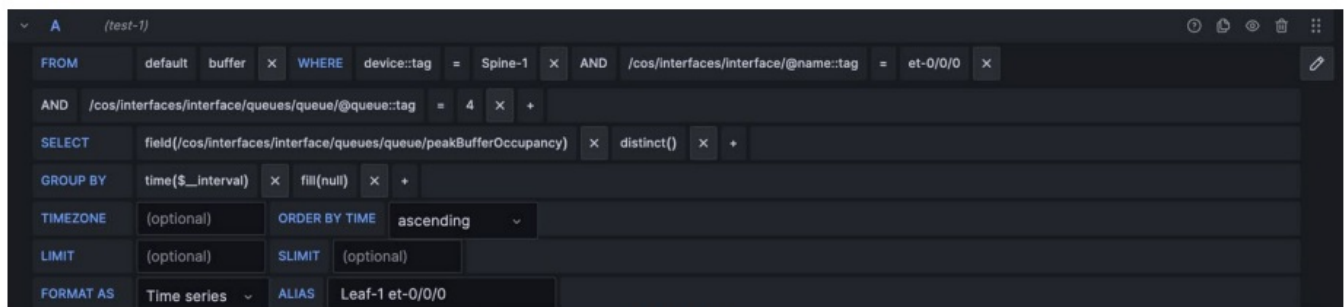 A (test-1)
FROM default buffer × WHERE device::tag = Spine-1 × AND /cos/interfaces/interface/@name::tag = et-0/0/0 ×
AND /cos/interfaces/interface/queues/queue/@queue::tag = 4 × +
SELECT field(/cos/interfaces/interface/queues/queue/peakBufferOccupancy) × distinct() × +
GROUP BY time($__interval) × fill(null) × +
TIMEZONE (optional) ORDER BY TIME ascending
LIMIT (optional) SLIMIT (optional)
FORMAT AS Time series ALIAS Leaf-1 et-0/0/0